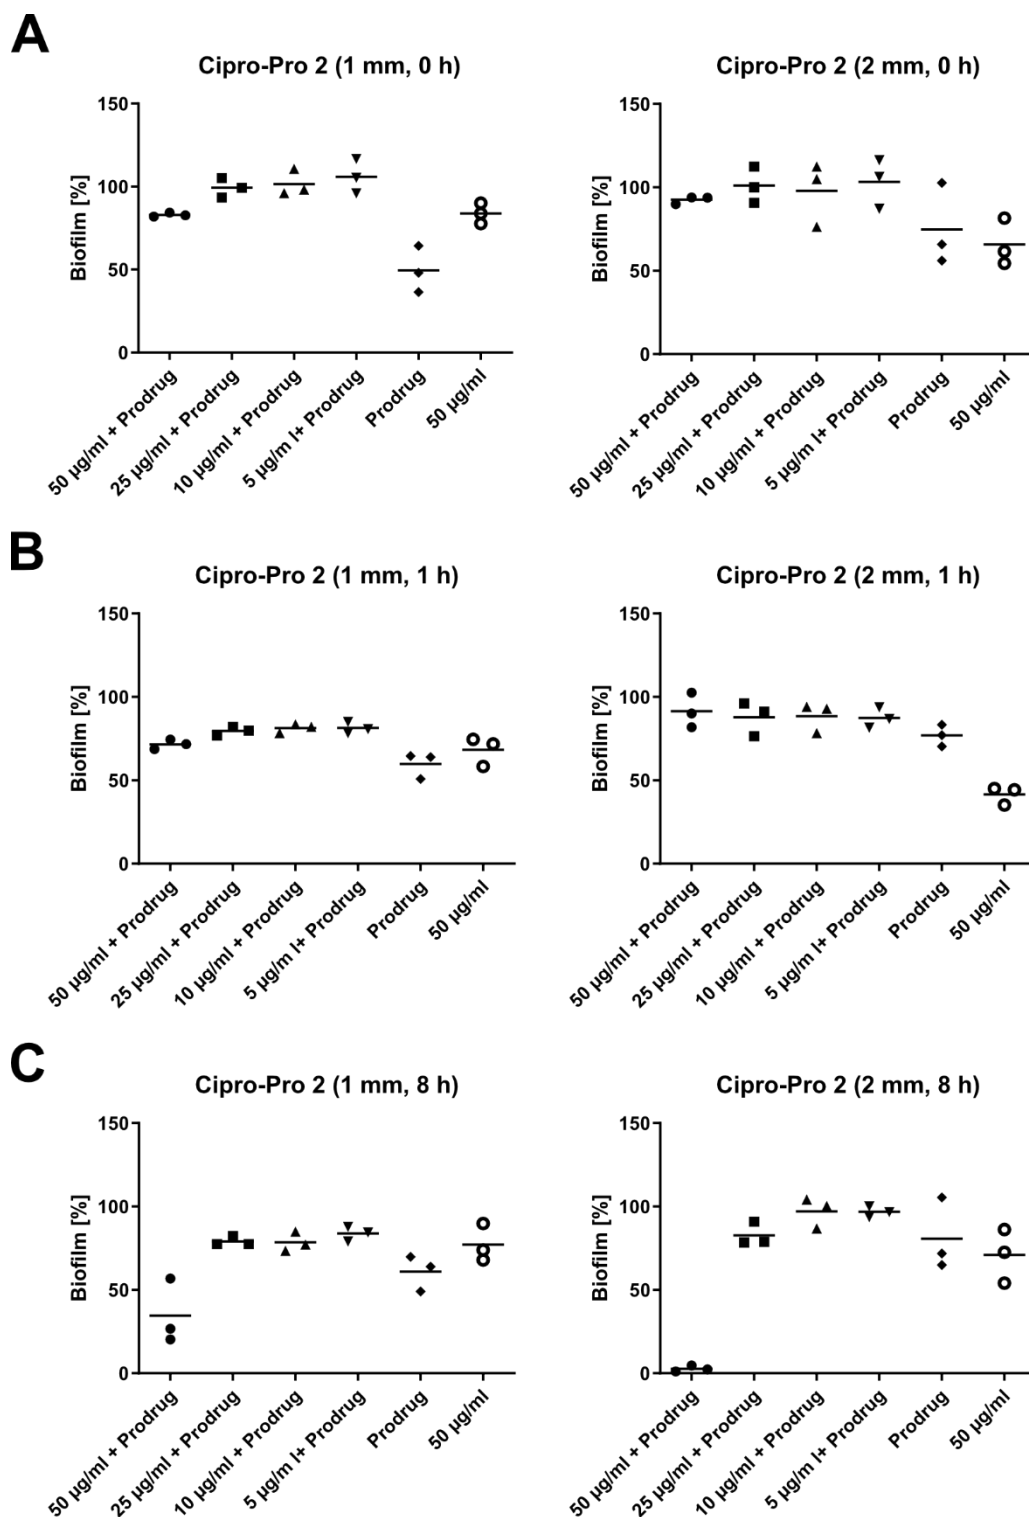 A
Cipro-Pro 2 (1 mm, 0 h)
Biofilm [%]
150
100
50
0
50 µg/ml + Prodrug
25 µg/ml + Prodrug
10 µg/ml + Prodrug
5 µg/m l+ Prodrug
Prodrug
50 µg/ml
Cipro-Pro 2 (2 mm, 0 h)
Biofilm [%]
150
100
50
0
50 µg/ml + Prodrug
25 µg/ml + Prodrug
10 µg/ml + Prodrug
5 µg/m l+ Prodrug
Prodrug
50 µg/ml
B
Cipro-Pro 2 (1 mm, 1 h)
Biofilm [%]
150
100
50
0
50 µg/ml + Prodrug
25 µg/ml + Prodrug
10 µg/ml + Prodrug
5 µg/m l+ Prodrug
Prodrug
50 µg/ml
Cipro-Pro 2 (2 mm, 1 h)
Biofilm [%]
150
100
50
0
50 µg/ml + Prodrug
25 µg/ml + Prodrug
10 µg/ml + Prodrug
5 µg/m l+ Prodrug
Prodrug
50 µg/ml
C
Cipro-Pro 2 (1 mm, 8 h)
Biofilm [%]
150
100
50
0
50 µg/ml + Prodrug
25 µg/ml + Prodrug
10 µg/ml + Prodrug
5 µg/m l+ Prodrug
Prodrug
50 µg/ml
Cipro-Pro 2 (2 mm, 8 h)
Biofilm [%]
150
100
50
0
50 µg/ml + Prodrug
25 µg/ml + Prodrug
10 µg/ml + Prodrug
5 µg/m l+ Prodrug
Prodrug
50 µg/ml